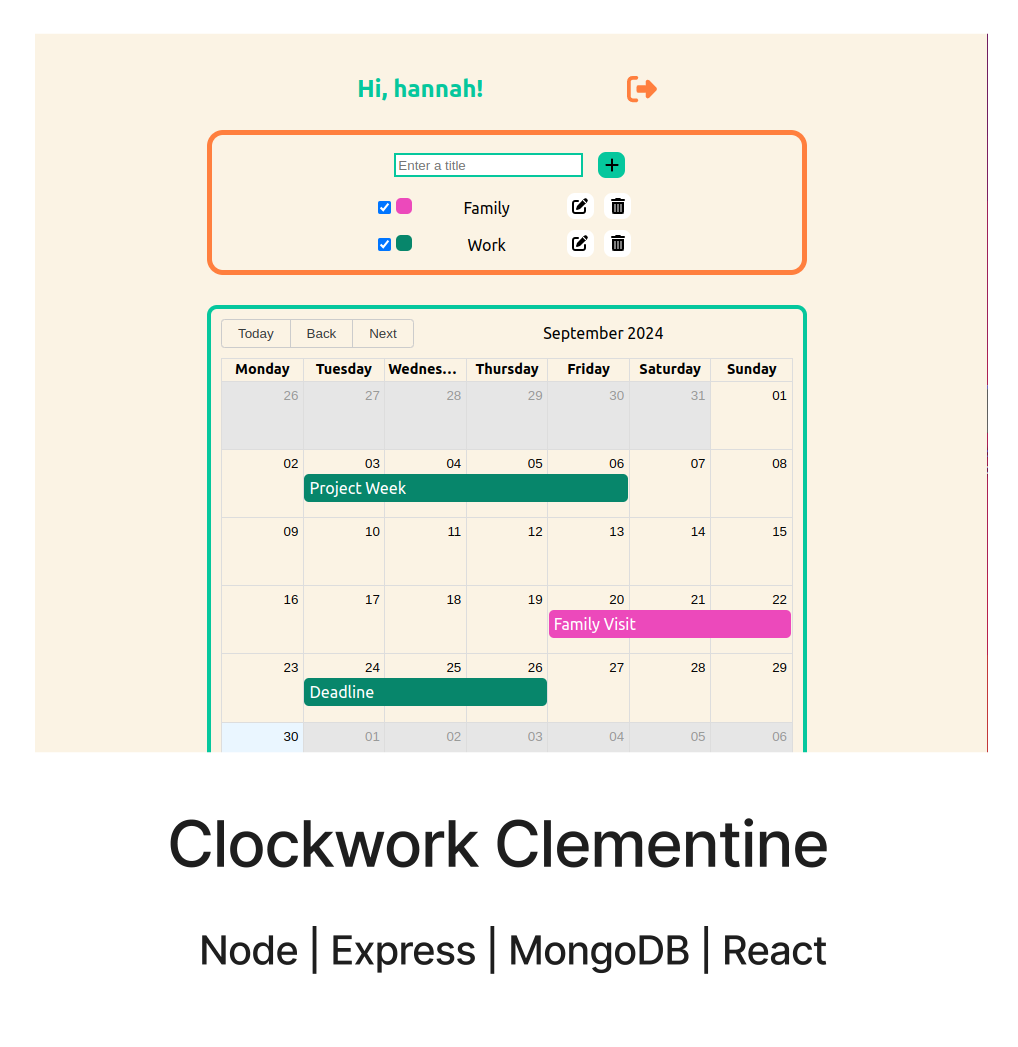 Hi, hannah!
Enter a title
Family
Work
Today Back Next September 2024
Monday Tuesday Wednes... Thursday Friday Saturday Sunday
26 27 28 29 30 31 01
02 03 04 05 06 07 08
Project Week
09 10 11 12 13 14 15
16 17 18 19 20 21 22
Family Visit
23 24 25 26 27 28 29
Deadline
30 01 02 03 04 05 06
Clockwork Clementine
Node | Express | MongoDB | React